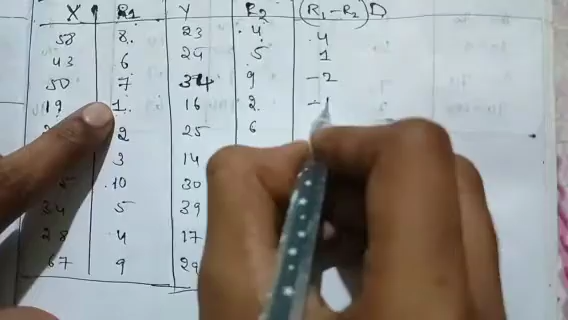 X R1 Y R2 (R1 - R2) D
58 8. 23 4 4
43 6 24 5 1
50 7 34 9 -2
19 1. 16 2 -1
2 25 6
3 14
10 30
34 5 39
28 4 17
67 9 29